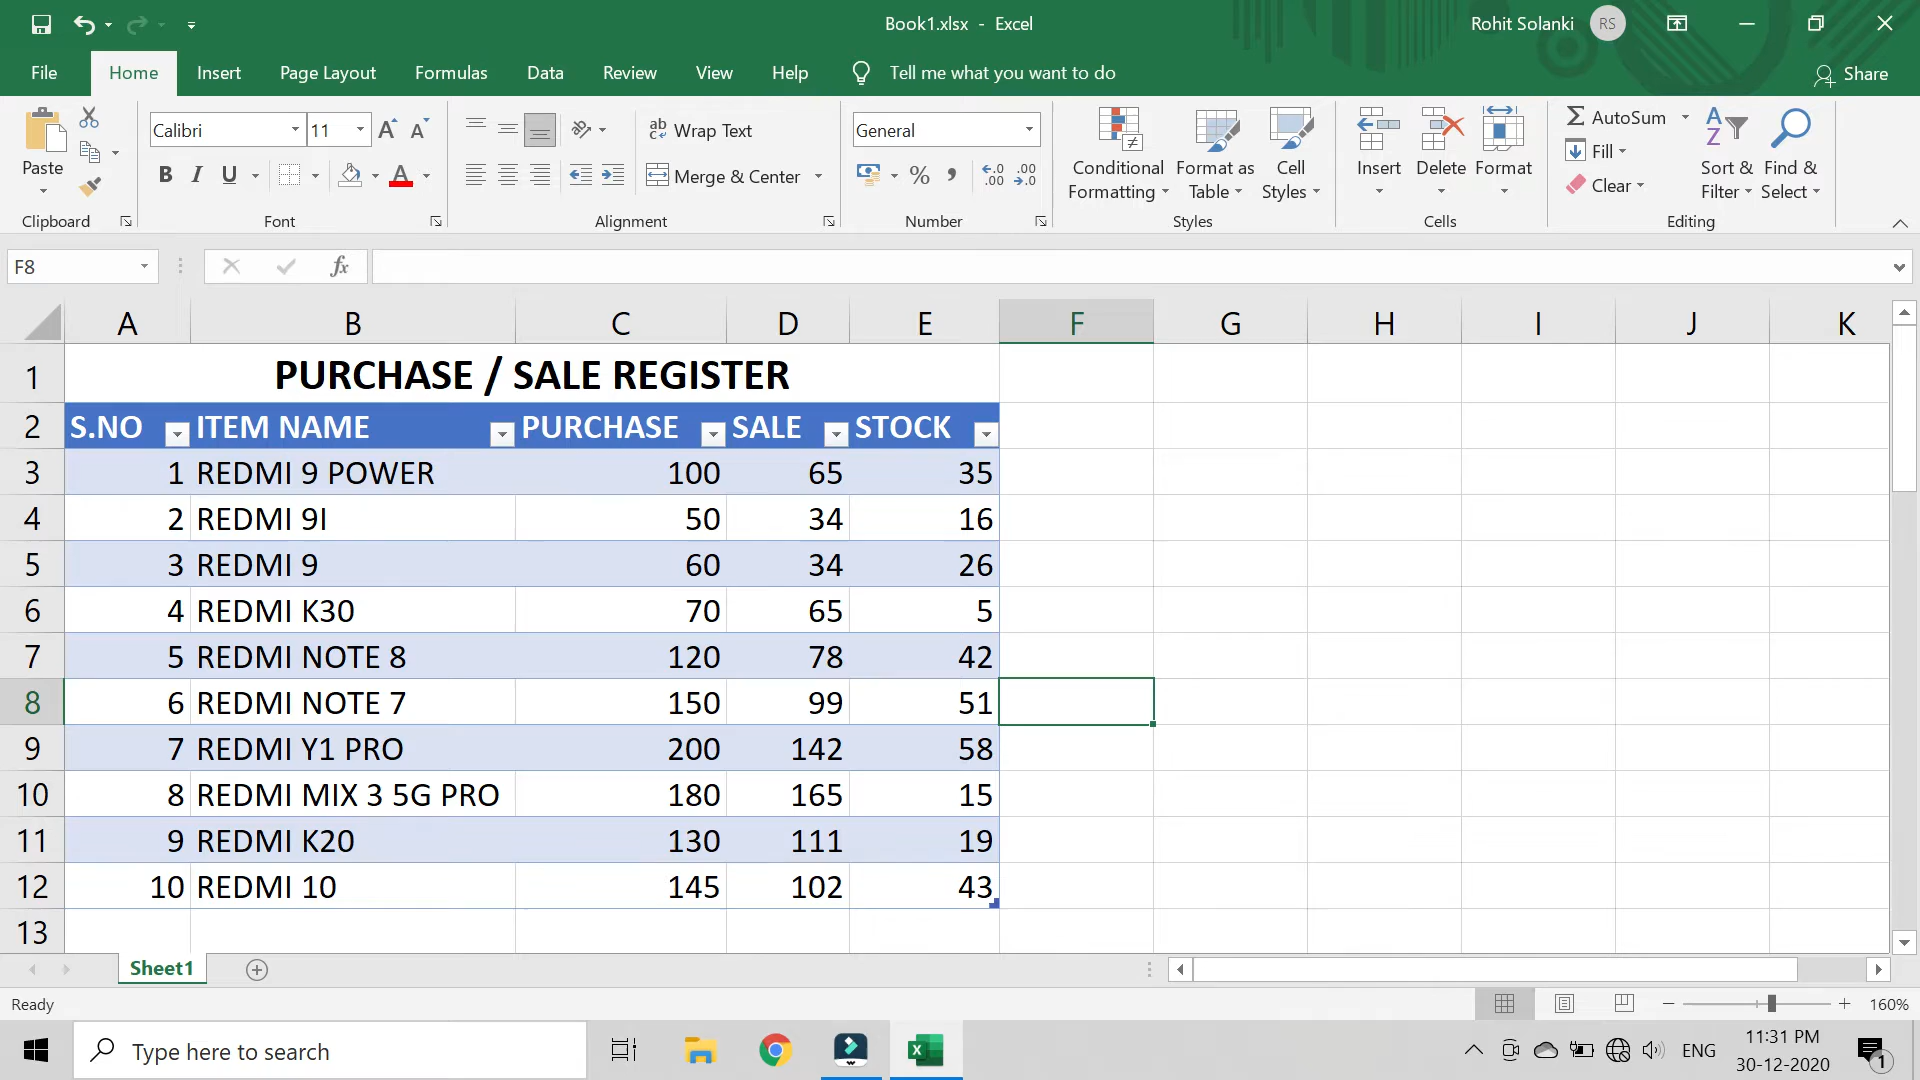 Book1.xlsx - Excel
Rohit Solanki RS
File Home Insert Page Layout Formulas Data Review View Help Tell me what you want to do Share
Paste
Clipboard
Calibri 11 A A
B I U A
Font
ab Wrap Text
Merge & Center
Alignment
General
% , .00 .00
Number
Conditional Formatting
Format as Table
Cell Styles
Styles
Insert Delete Format
Cells
AutoSum
Fill
Clear
Sort & Filter
Find & Select
Editing
F8 fx
A B C D E F G H I J K
1 PURCHASE / SALE REGISTER
2 S.NO ITEM NAME PURCHASE SALE STOCK
3 1 REDMI 9 POWER 100 65 35
4 2 REDMI 9I 50 34 16
5 3 REDMI 9 60 34 26
6 4 REDMI K30 70 65 5
7 5 REDMI NOTE 8 120 78 42
8 6 REDMI NOTE 7 150 99 51
9 7 REDMI Y1 PRO 200 142 58
10 8 REDMI MIX 3 5G PRO 180 165 15
11 9 REDMI K20 130 111 19
12 10 REDMI 10 145 102 43
13
Sheet1
Ready 160%
Type here to search
ENG
11:31 PM
30-12-2020
1